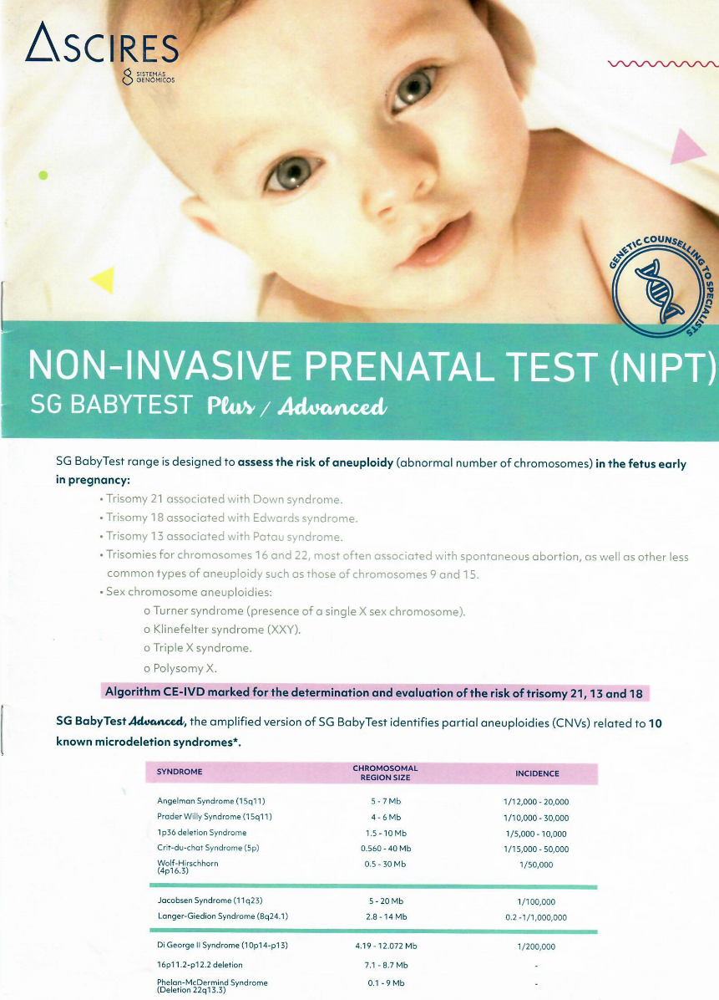 ASCIRES
SISTEMAS
GENÓMICOS
GENETIC COUNSELLING TO SPECIALISTS
NON-INVASIVE PRENATAL TEST (NIPT)
SG BABYTEST Plus / Advanced
SG BabyTest range is designed to assess the risk of aneuploidy (abnormal number of chromosomes) in the fetus early
in pregnancy:
• Trisomy 21 associated with Down syndrome.
• Trisomy 18 associated with Edwards syndrome.
• Trisomy 13 associated with Patau syndrome.
• Trisomies for chromosomes 16 and 22, most often associated with spontaneous abortion, as well as other less
common types of aneuploidy such as those of chromosomes 9 and 15.
• Sex chromosome aneuploidies:
o Turner syndrome (presence of a single X sex chromosome).
o Klinefelter syndrome (XXY).
o Triple X syndrome.
o Polysomy X.
Algorithm CE-IVD marked for the determination and evaluation of the risk of trisomy 21, 13 and 18
SG BabyTest Advanced, the amplified version of SG BabyTest identifies partial aneuploidies (CNVs) related to 10
known microdeletion syndromes*.
SYNDROME CHROMOSOMAL REGION SIZE INCIDENCE
Angelman Syndrome (15q11) 5 - 7 Mb 1/12,000 - 20,000
Prader Willy Syndrome (15q11) 4 - 6 Mb 1/10,000 - 30,000
1p36 deletion Syndrome 1.5 - 10 Mb 1/5,000 - 10,000
Crit-du-chat Syndrome (5p) 0.560 - 40 Mb 1/15,000 - 50,000
Wolf-Hirschhorn 0.5 - 30 Mb 1/50,000
(4p16.3)
Jacobsen Syndrome (11q23) 5 - 20 Mb 1/100,000
Langer-Giedion Syndrome (8q24.1) 2.8 - 14 Mb 0.2 -1/1,000,000
Di George II Syndrome (10p14-p13) 4.19 - 12.072 Mb 1/200,000
16p11.2-p12.2 deletion 7.1 - 8.7 Mb -
Phelan-McDermind Syndrome 0.1 - 9 Mb -
(Deletion 22q13.3)